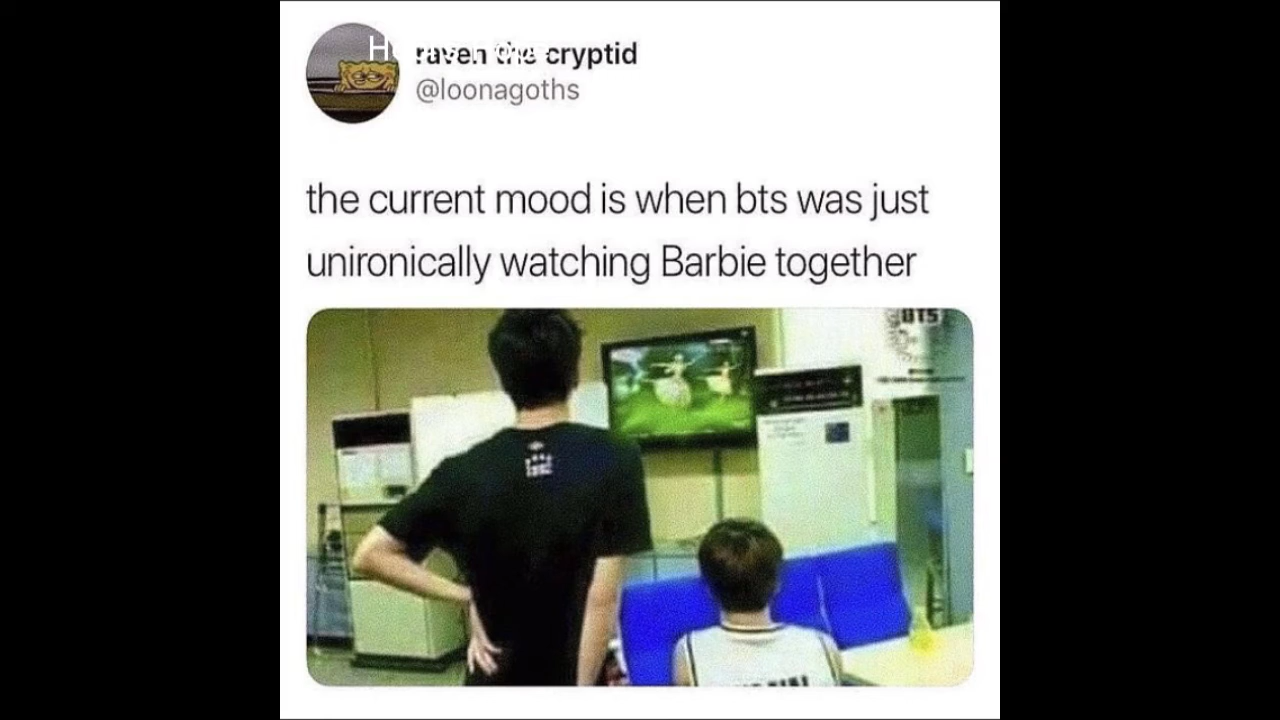 raven the cryptid
@loonagoths
the current mood is when bts was just
unironically watching Barbie together
BTS